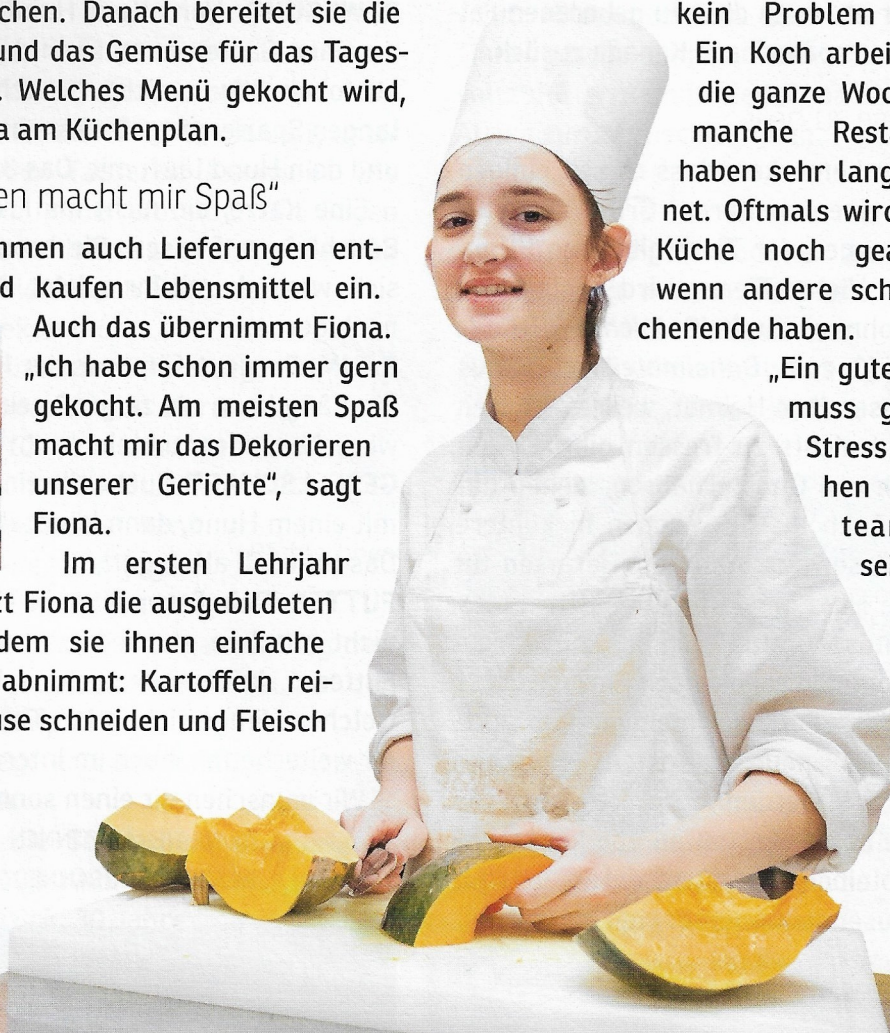 chen. Danach bereitet sie die
und das Gemüse für das Tages-
. Welches Menü gekocht wird,
a am Küchenplan.
en macht mir Spaß“
mmen auch Lieferungen ent-
d kaufen Lebensmittel ein.
Auch das übernimmt Fiona.
„Ich habe schon immer gern
gekocht. Am meisten Spaß
macht mir das Dekorieren
unserer Gerichte“, sagt
Fiona.
Im ersten Lehrjahr
zt Fiona die ausgebildeten
dem sie ihnen einfache
abnimmt: Kartoffeln rei-
use schneiden und Fleisch
kein Problem
Ein Koch arbei
die ganze Woc
manche Rest
haben sehr lang
net. Oftmals wird
Küche noch gea
wenn andere sch
chenende haben.
„Ein gute
muss g
Stress
hen
tear
se